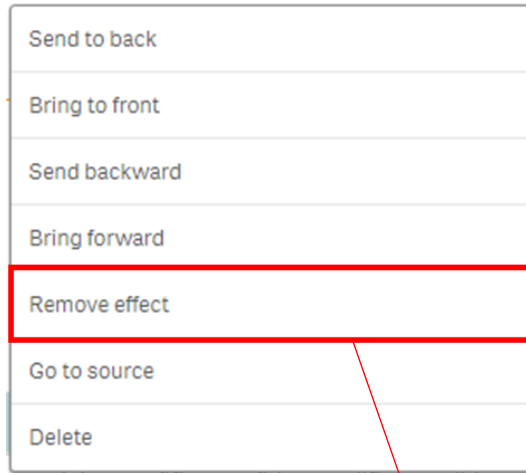 Send to back
Bring to front
Send backward
Bring forward
Remove effect
Go to source
Delete